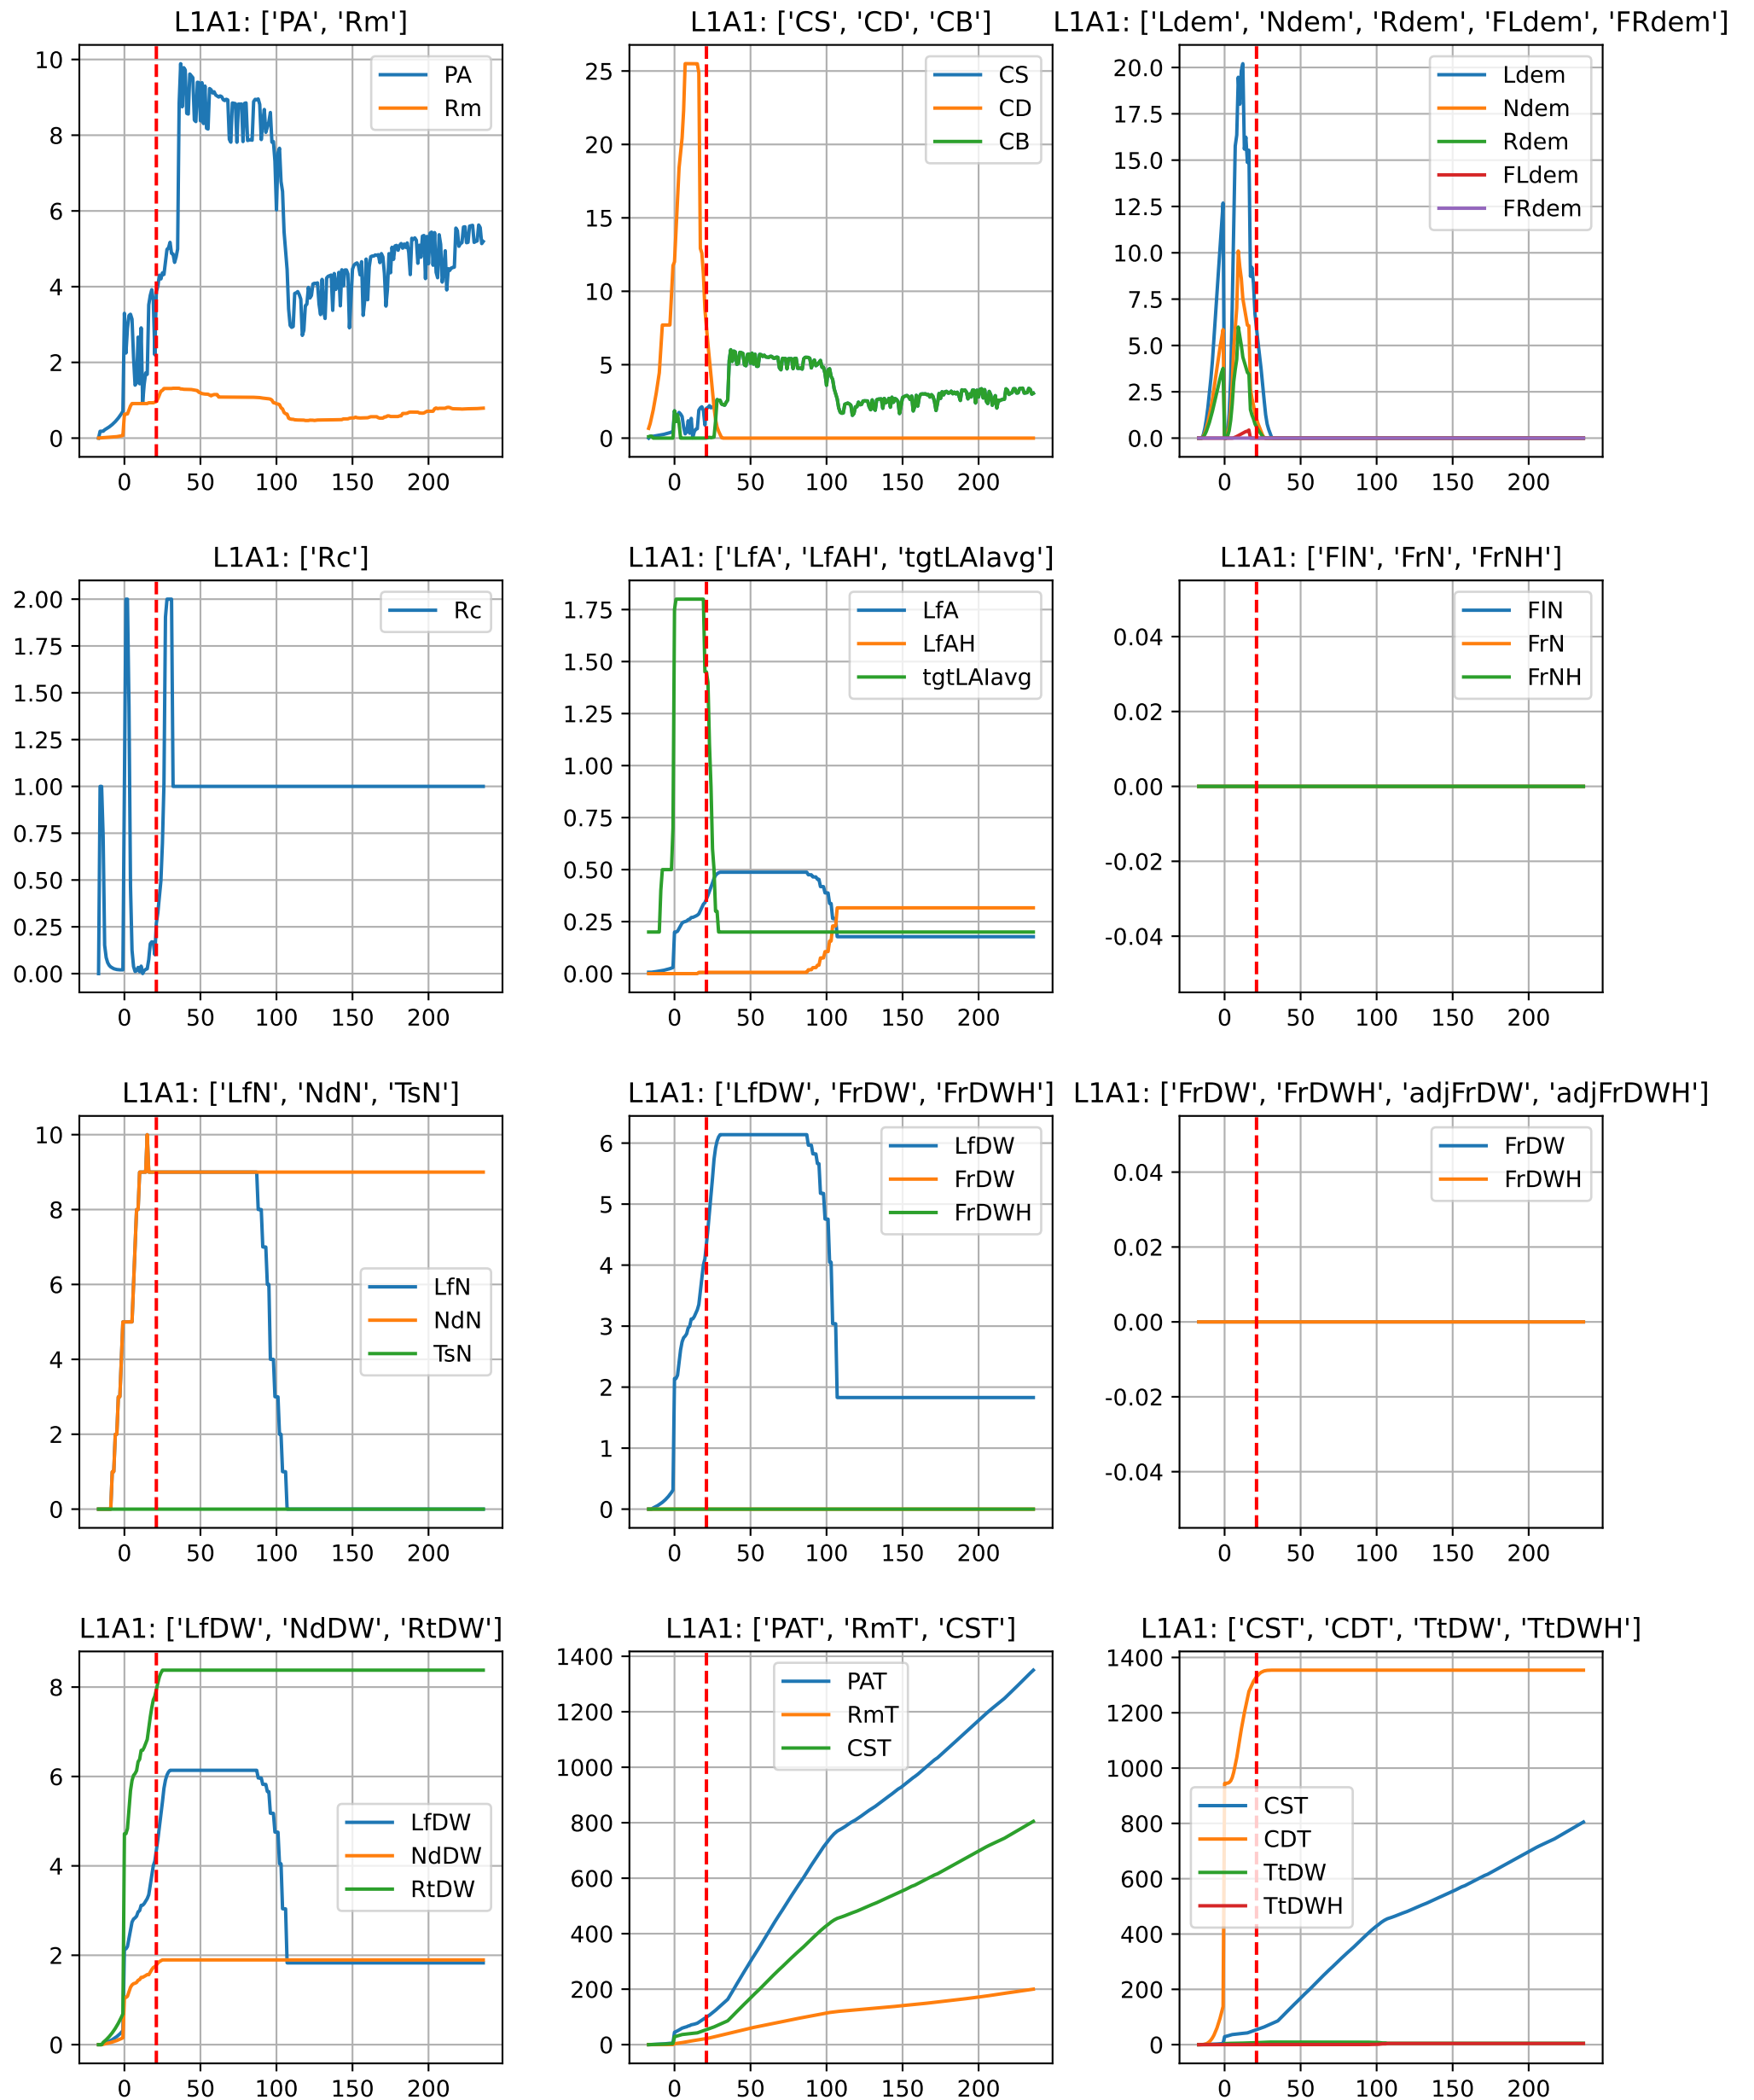 L1A1: ['PA', 'Rm']
10
8
6
4
2
0
0 50 100 150 200
PA
Rm
L1A1: ['CS', 'CD', 'CB']
25
20
15
10
5
0
0 50 100 150 200
CS
CD
CB
L1A1: ['Ldem', 'Ndem', 'Rdem', 'FLdem', 'FRdem']
20.0
17.5
15.0
12.5
10.0
7.5
5.0
2.5
0.0
0 50 100 150 200
Ldem
Ndem
Rdem
FLdem
FRdem
L1A1: ['Rc']
2.00
1.75
1.50
1.25
1.00
0.75
0.50
0.25
0.00
0 50 100 150 200
Rc
L1A1: ['LfA', 'LfAH', 'tgtLAIavg']
1.75
1.50
1.25
1.00
0.75
0.50
0.25
0.00
0 50 100 150 200
LfA
LfAH
tgtLAIavg
L1A1: ['FlN', 'FrN', 'FrNH']
0.04
0.02
0.00
-0.02
-0.04
0 50 100 150 200
FlN
FrN
FrNH
L1A1: ['LfN', 'NdN', 'TsN']
10
8
6
4
2
0
0 50 100 150 200
LfN
NdN
TsN
L1A1: ['LfDW', 'FrDW', 'FrDWH']
6
5
4
3
2
1
0
0 50 100 150 200
LfDW
FrDW
FrDWH
L1A1: ['FrDW', 'FrDWH', 'adjFrDW', 'adjFrDWH']
0.04
0.02
0.00
-0.02
-0.04
0 50 100 150 200
FrDW
FrDWH
L1A1: ['LfDW', 'NdDW', 'RtDW']
8
6
4
2
0
0 50 100 150 200
LfDW
NdDW
RtDW
L1A1: ['PAT', 'RmT', 'CST']
1400
1200
1000
800
600
400
200
0
0 50 100 150 200
PAT
RmT
CST
L1A1: ['CST', 'CDT', 'TtDW', 'TtDWH']
1400
1200
1000
800
600
400
200
0
0 50 100 150 200
CST
CDT
TtDW
TtDWH